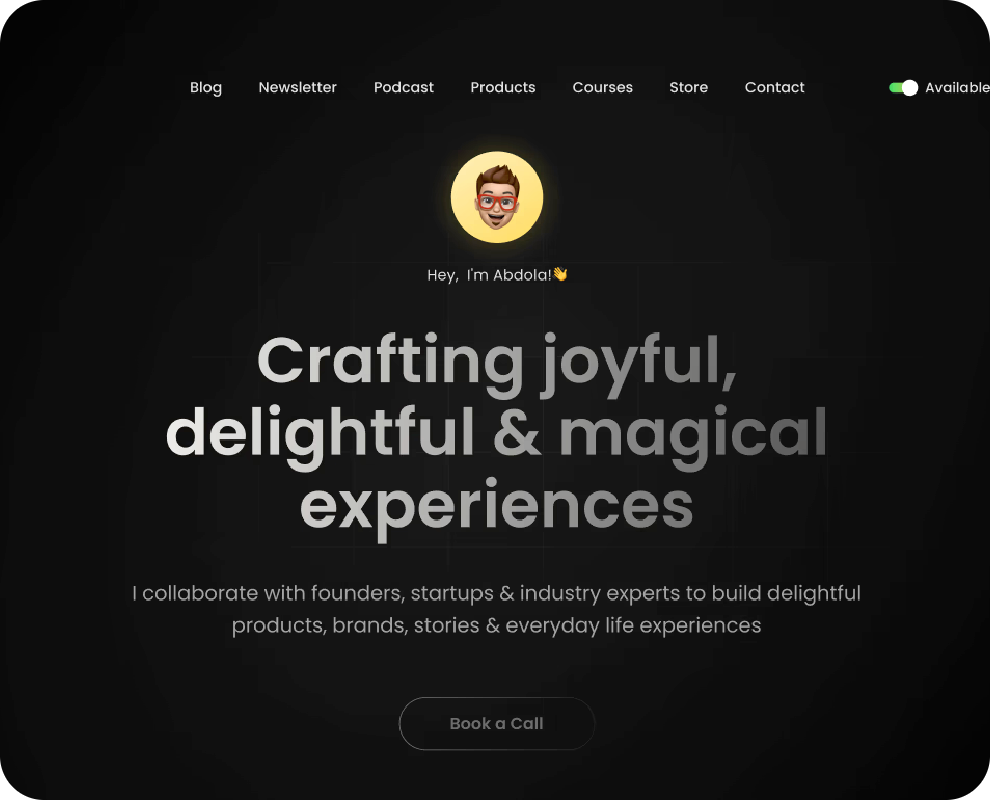 Blog Newsletter Podcast Products Courses Store Contact Available
Hey, I'm Abdola!👋
Crafting joyful,
delightful & magical
experiences
I collaborate with founders, startups & industry experts to build delightful
products, brands, stories & everyday life experiences
Book a Call